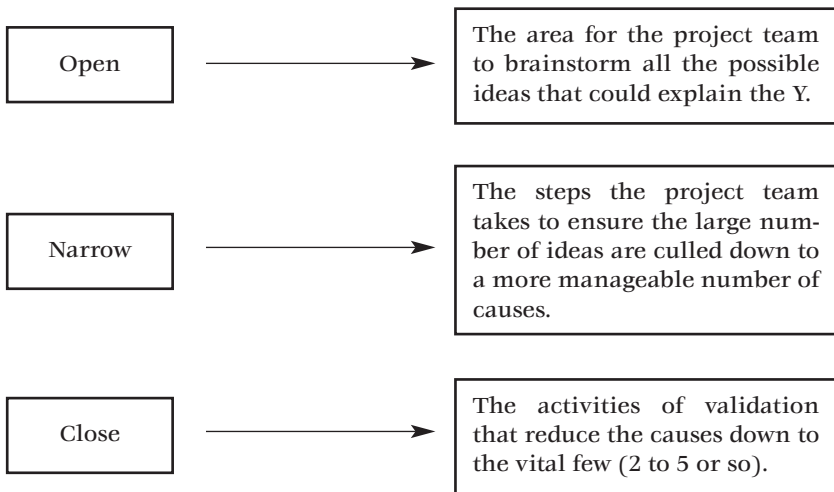 Open
The area for the project team
to brainstorm all the possible
ideas that could explain the Y.
Narrow
The steps the project team
takes to ensure the large num-
ber of ideas are culled down to
a more manageable number of
causes.
Close
The activities of validation
that reduce the causes down to
the vital few (2 to 5 or so).